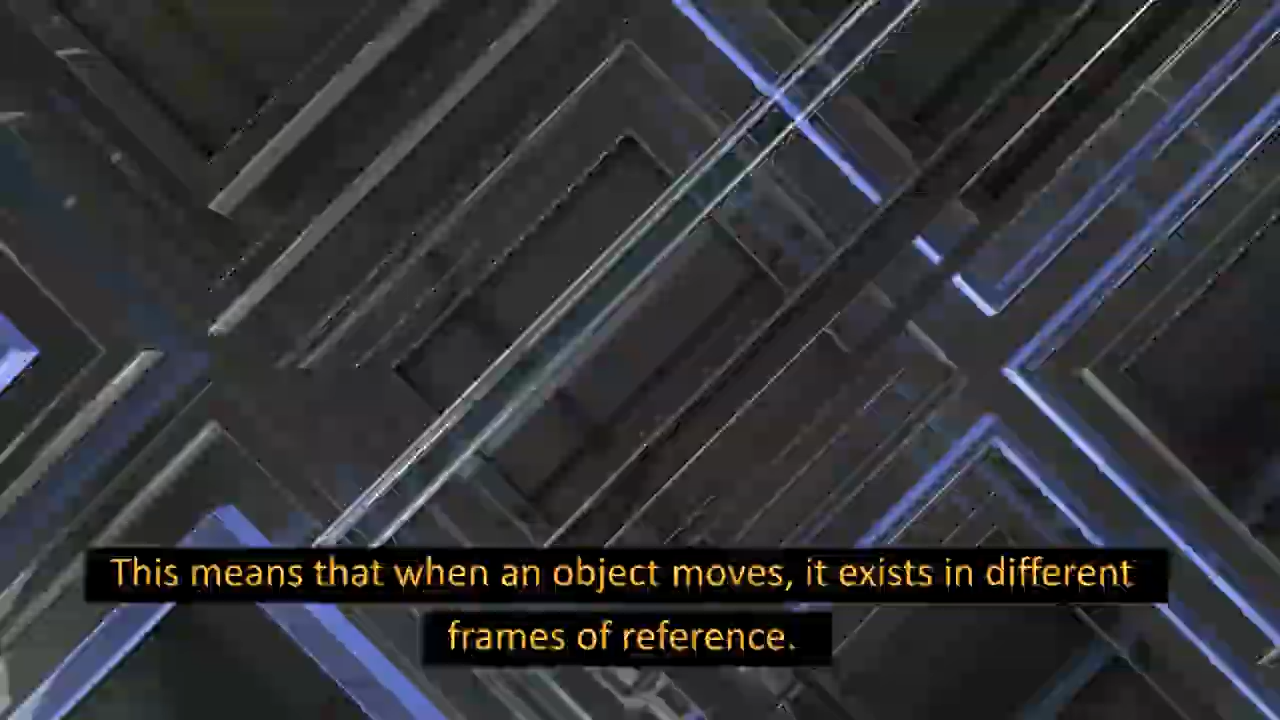 This means that when an object moves, it exists in different
frames of reference.